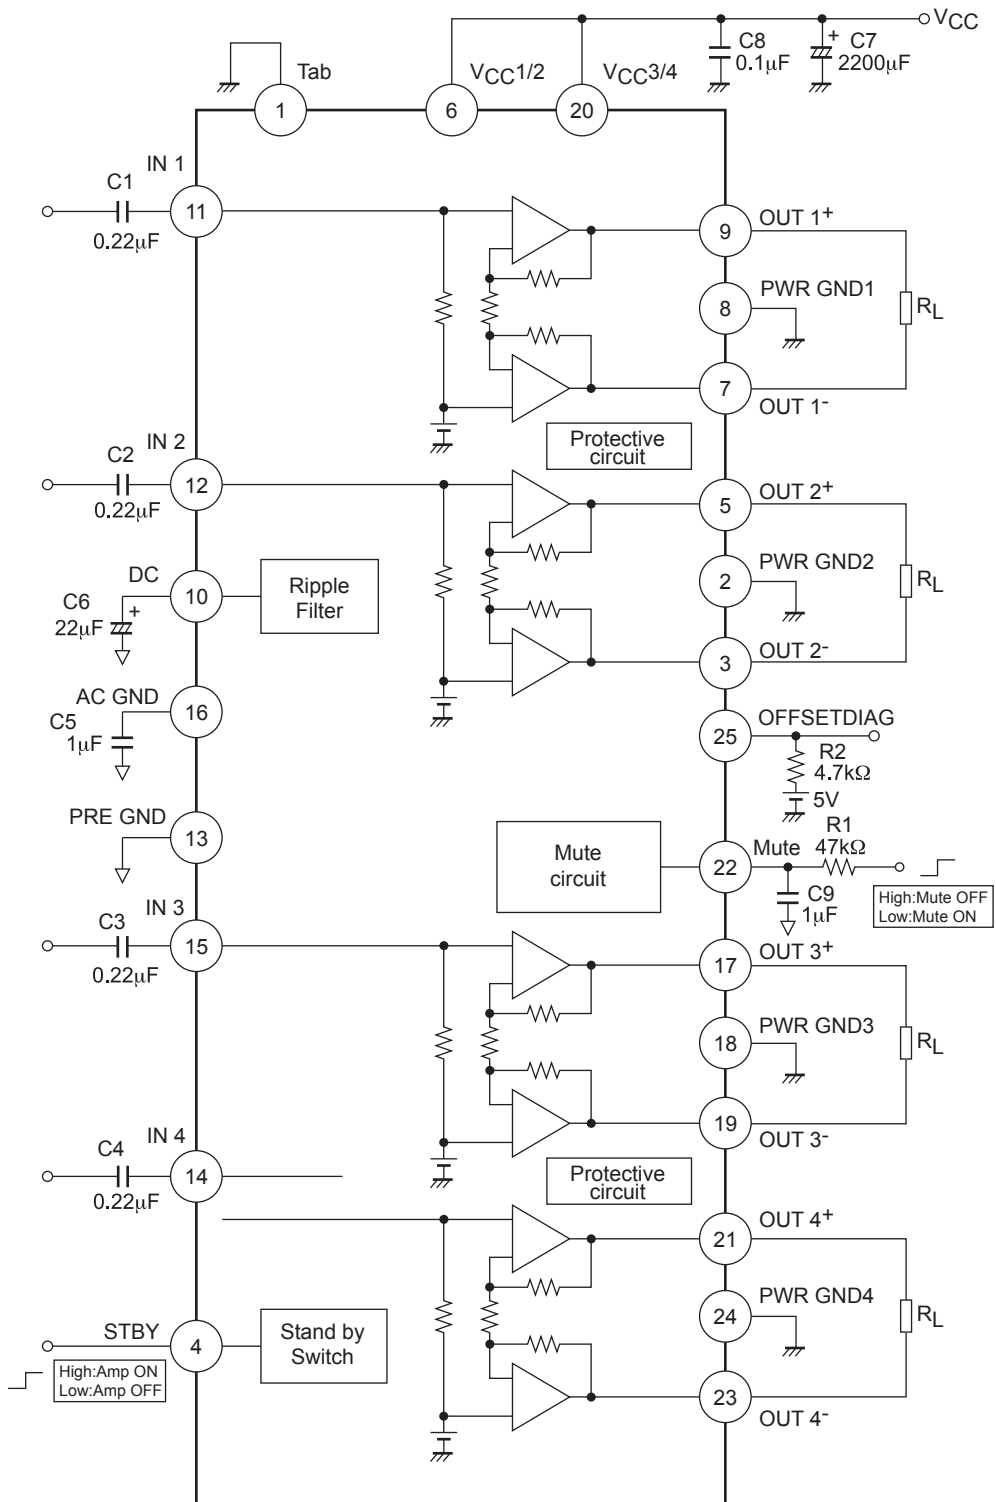 VCC
C8
0.1µF
+ C7
2200µF
Tab
VCC1/2
VCC3/4
1
6
20
IN 1
C1
0.22µF
11
9
OUT 1+
8
PWR GND1
RL
7
OUT 1-
Protective
circuit
IN 2
C2
0.22µF
12
5
OUT 2+
DC
10
Ripple
Filter
C6
22µF
+
2
PWR GND2
RL
3
OUT 2-
AC GND
16
C5
1µF
25
OFFSETDIAG
R2
4.7kΩ
5V
PRE GND
13
Mute
circuit
22
Mute
R1
47kΩ
C9
1µF
High:Mute OFF
Low:Mute ON
IN 3
C3
0.22µF
15
17
OUT 3+
18
PWR GND3
RL
19
OUT 3-
IN 4
C4
0.22µF
14
Protective
circuit
21
OUT 4+
24
PWR GND4
RL
STBY
4
Stand by
Switch
High:Amp ON
Low:Amp OFF
23
OUT 4-